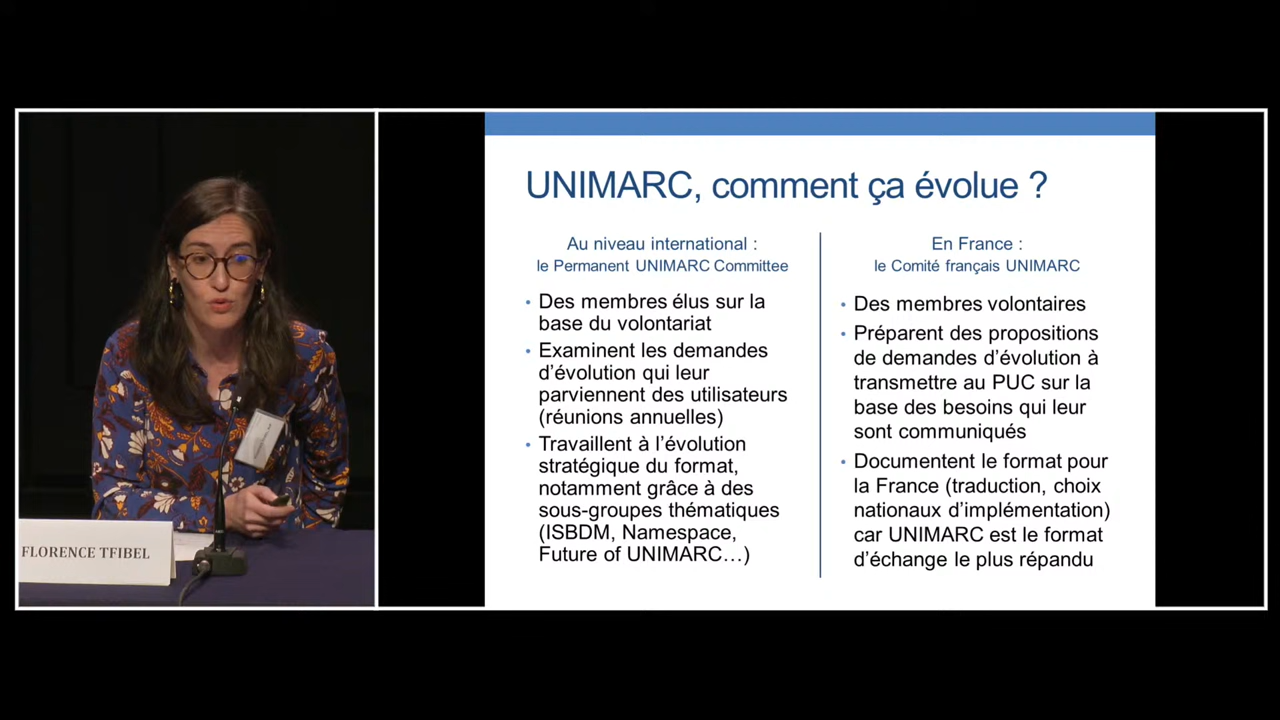 FLORENCE TFIBEL
UNIMARC, comment ça évolue ?
Au niveau international :
le Permanent UNIMARC Committee
• Des membres élus sur la
base du volontariat
• Examinent les demandes
d’évolution qui leur
parviennent des utilisateurs
(réunions annuelles)
• Travaillent à l’évolution
stratégique du format,
notamment grâce à des
sous-groupes thématiques
(ISBDM, Namespace,
Future of UNIMARC…)
En France :
le Comité français UNIMARC
• Des membres volontaires
• Préparent des propositions
de demandes d’évolution à
transmettre au PUC sur la
base des besoins qui leur
sont communiqués
• Documentent le format pour
la France (traduction, choix
nationaux d’implémentation)
car UNIMARC est le format
d’échange le plus répandu